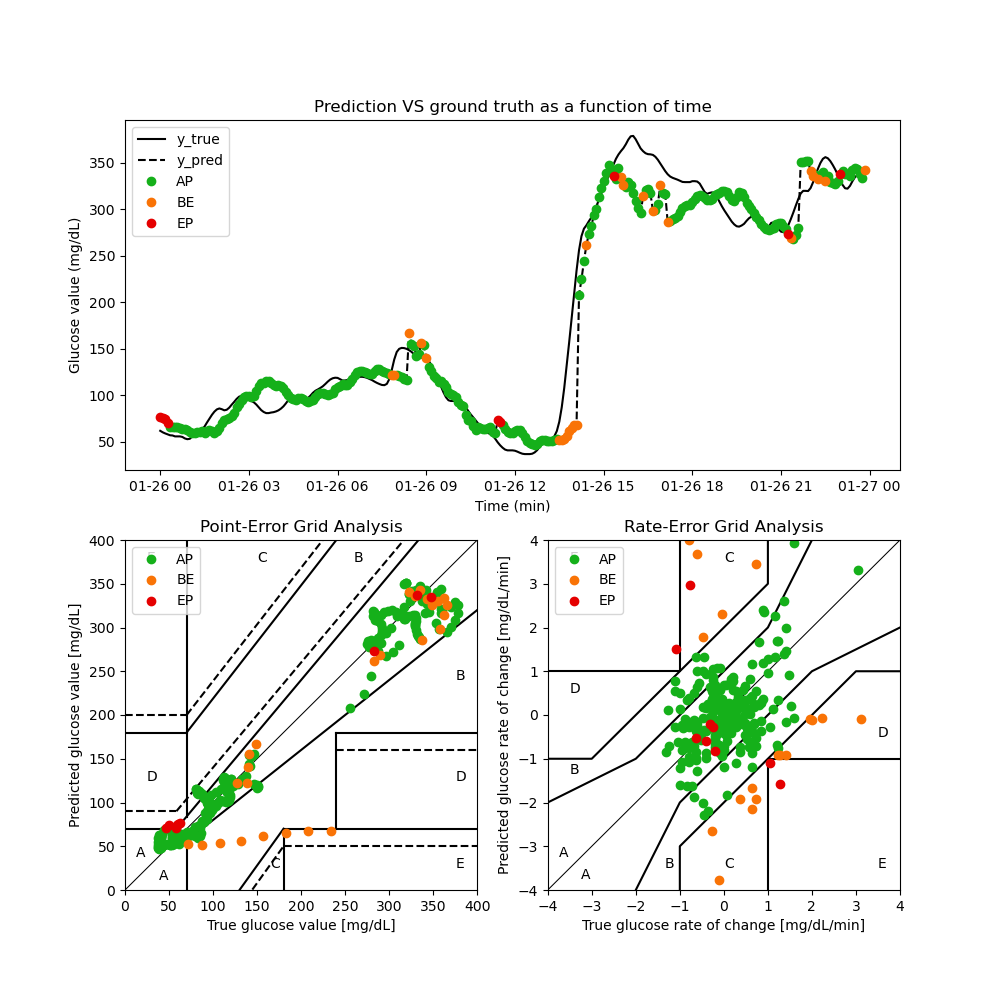 Prediction VS ground truth as a function of time
Glucose value (mg/dL)
350
300
250
200
150
100
50
y_true
y_pred
AP
BE
EP
01-26 00 01-26 03 01-26 06 01-26 09 01-26 12 01-26 15 01-26 18 01-26 21 01-27 00
Time (min)
Point-Error Grid Analysis
Predicted glucose value [mg/dL]
400
350
300
250
200
150
100
50
0
AP
BE
EP
C
B
B
D
D
A
A
C
E
0 50 100 150 200 250 300 350 400
True glucose value [mg/dL]
Rate-Error Grid Analysis
Predicted glucose rate of change [mg/dL/min]
4
3
2
1
0
−1
−2
−3
−4
AP
BE
EP
C
D
D
B
A
A
B
C
E
−4 −3 −2 −1 0 1 2 3 4
True glucose rate of change [mg/dL/min]